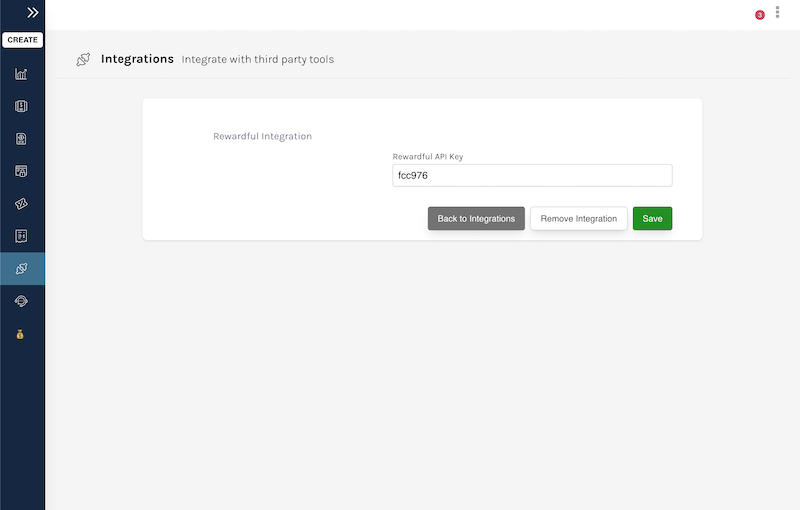 CREATE
3
Integrations Integrate with third party tools
Rewardful Integration
Rewardful API Key
fcc976
Back to Integrations Remove Integration Save